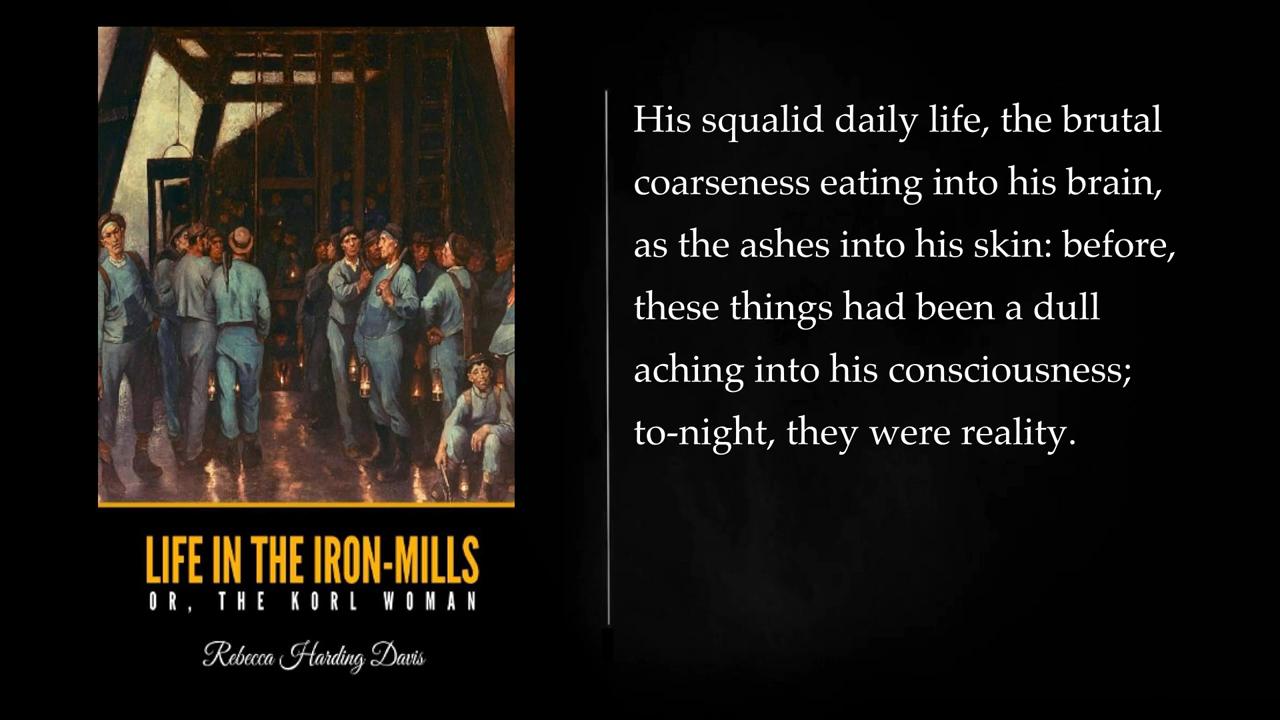 His squalid daily life, the brutal
coarseness eating into his brain,
as the ashes into his skin: before,
these things had been a dull
aching into his consciousness;
to-night, they were reality.
LIFE IN THE IRON-MILLS
OR, THE KORL WOMAN
Rebecca Harding Davis